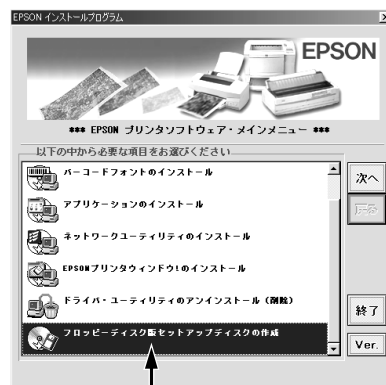 EPSON インストールプログラム
EPSON
*** EPSON プリンタソフトウェア・メインメニュー ***
以下の中から必要な項目をお選びください
バーコードフォントのインストール
アプリケーションのインストール
ネットワークユーティリティのインストール
EPSONプリンタウィンドウ!のインストール
ドライバ・ユーティリティのアンインストール（削除）
フロッピーディスク版セットアップディスクの作成
次へ
戻る
終了
Ver.